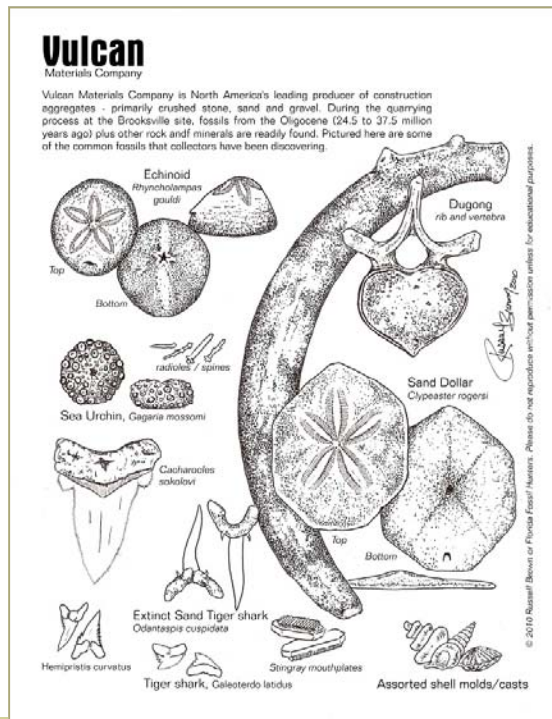 Vulcan
Materials Company
Vulcan Materials Company is North America's leading producer of construction
aggregates - primarily crushed stone, sand and gravel. During the quarrying
process at the Brooksville site, fossils from the Oligocene (24.5 to 37.5 million
years ago) plus other rock andf minerals are readily found. Pictured here are some
of the common fossils that collectors have been discovering.
Echinoid
Rhyncholampas
gouldi
Top
Bottom
Dugong
rib and vertebra
radioles / spines
Sea Urchin, Gagaria mossomi
Sand Dollar
Clypeaster rogersi
Top
Bottom
Cacharocles
sokolovi
Extinct Sand Tiger shark
Odantaspis cuspidata
Hemipristis curvatus
Tiger shark, Galeoterdo latidus
Stingray mouthplates
Assorted shell molds/casts
© 2010 Russell Brown or Florida Fossil Hunters. Please do not reproduce without permission unless for educational purposes.